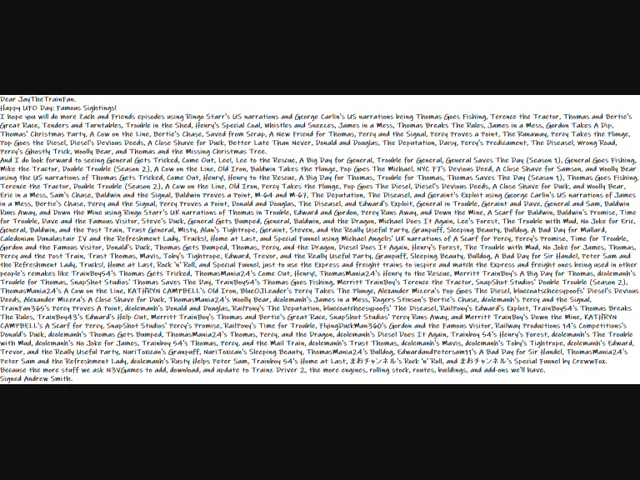 Dear JayTheTrainFan.
Happy UFO Day: Famous Sightings!
I hope you will do more Zach and Friends episodes using Ringo Starr's US narrations and George Carlin's US narrations being Thomas Goes Fishing, Terence the Tractor, Thomas and Bertie's
Great Race, Tenders and Turntables, Trouble in the Shed, Henry's Special Coal, Whistles and Sneezes, James in a Mess, Thomas Breaks The Rules, James in a Mess, Gordon Takes A Dip,
Thomas' Christmas Party, A Cow on the Line, Bertie's Chase, Saved from Scrap, A New Friend for Thomas, Percy and the Signal, Percy Proves a Point, The Runaway, Percy Takes the Plunge,
Pop Goes the Diesel, Diesel's Devious Deeds, A Close Shave for Duck, Better Late Than Never, Donald and Douglas, The Deputation, Daisy, Percy's Predicament, The Diseasel, Wrong Road,
Percy's Ghostly Trick, Woolly Bear, and Thomas and the Missing Christmas Tree.
And I do look forward to seeing General Gets Tricked, Come Out, Lee!, Lee to the Rescue, A Big Day for General, Trouble for General, General Saves The Day (Season 1), General Goes Fishing,
Mike the Tractor, Double Trouble (Season 2), A Cow on the Line, Old Iron, Baldwin Takes the Plunge, Pop Goes The Michael, NYC F7's Devious Deed, A Close Shave for Samson, and Woolly Bear
using the US narrations of Thomas Gets Tricked, Come Out, Henry!, Henry to the Rescue, A Big Day for Thomas, Trouble for Thomas, Thomas Saves The Day (Season 1), Thomas Goes Fishing,
Terence the Tractor, Double Trouble (Season 2), A Cow on the Line, Old Iron, Percy Takes the Plunge, Pop Goes The Diesel, Diesel's Devious Deeds, A Close Shave for Duck, and Woolly Bear,
Eric in a Mess, Sam's Chase, Baldwin and the Signal, Baldwin Proves a Point, M-64 and M-67, The Deputation, The Diseasel, and Geraint's Exploit using George Carlin's US narrations of James
in a Mess, Bertie's Chase, Percy and the Signal, Percy Proves a Point, Donald and Douglas, The Diseasel, and Edward's Exploit, General in Trouble, Geraint and Dave, General and Sam, Baldwin
Runs Away, and Down the Mine using Ringo Starr's UK narrations of Thomas in Trouble, Edward and Gordon, Percy Runs Away, and Down the Mine, A Scarf for Baldwin, Baldwin's Promise, Time
for Trouble, Dave and the Famous Visitor, Steve's Duck, General Gets Bumped, General, Baldwin, and the Dragon, Michael Does It Again, Lee's Forest, The Trouble with Mud, No Joke for Eric,
General, Baldwin, and the Post Train, Trust General, Misty, Alan's Tightrope, Geraint, Steven, and the Really Useful Party, Granpuff, Sleeping Beauty, Bulldog, A Bad Day for Mallard,
Caledonian Dunalastair IV and the Refreshment Lady, Trucks!, Home at Last, and Special Funnel using Michael Angelis' UK narrations of A Scarf for Percy, Percy's Promise, Time for Trouble,
Gordon and the Famous Visitor, Donald's Duck, Thomas Gets Bumped, Thomas, Percy, and the Dragon, Diesel Does It Again, Henry's Forest, The Trouble with Mud, No Joke for James, Thomas,
Percy and the Post Train, Trust Thomas, Mavis, Toby's Tightrope, Edward, Trevor, and the Really Useful Party, Granpuff, Sleeping Beauty, Bulldog, A Bad Day for Sir Handel, Peter Sam and
the Refreshment Lady, Trucks!, Home at Last, Rock 'n' Roll, and Special Funnel, just to use the Express and freight trains to inspire and match the Express and freight ones being used in other
people's remakes like TrainBoy54's Thomas Gets Tricked, ThomasMania24's Come Out, Henry!, ThomasMania24's Henry to the Rescue, Merritt TrainBoy's A Big Day for Thomas, dcolemanh's
Trouble for Thomas, SnapShot Studios' Thomas Saves The Day, TrainBoy54's Thomas Goes Fishing, Merritt TrainBoy's Terence the Tractor, SnapShot Studios' Double Trouble (Season 2),
ThomasMania24's A Cow on the Line, KATHRYN CAMPBELL's Old Iron, BlueOCJLeader's Percy Takes The Plunge, Alexander Mizera's Pop Goes The Diesel, bluecoatscheesypoofs' Diesel's Devious
Deeds, Alexander Mizera's A Close Shave for Duck, ThomasMania24's Woolly Bear, dcolemanh's James in a Mess, Rogers Stinson's Bertie's Chase, dcolemanh's Percy and the Signal,
TrainFan365's Percy Proves a Point, dcolemanh's Donald and Douglas, RailPony's The Deputation, bluecoatscheesypoofs' The Diseasel, RailPony's Edward's Exploit, TrainBoy54's Thomas Breaks
The Rules, TrainBoy43's Edward's Help Out, Merritt TrainBoy's Thomas and Bertie's Great Race, SnapShot Studios' Percy Runs Away, and Merritt TrainBoy's Down the Mine, KATHRYN
CAMPBELL's A Scarf for Percy, SnapShot Studios' Percy's Promise, NariTorn's Time for Trouble, FlyingDuckMan360's Gordon and the Famous Visitor, Railway Productions 14's Competition's
Donald's Duck, dcolemanh's Thomas Gets Bumped, ThomasMania24's Thomas, Percy, and the Dragon, dcolemanh's Diesel Does It Again, Trainboy 54's Henry's Forest, dcolemanh's The Trouble
with Mud, dcolemanh's No Joke for James, Trainboy 54's Thomas, Percy, and the Mail Train, dcolemanh's Trust Thomas, dcolemanh's Mavis, dcolemanh's Toby's Tightrope, dcolemanh's Edward,
Trevor, and the Really Useful Party, Granpuff, Sleeping Beauty, ThomasMania24's Bulldog, EdwardandPetersam11's A Bad Day for Sir Handel, ThomasMania24's
Peter Sam and the Refreshment Lady, dcolemanh's Rusty Helps Peter Sam, Trainboy 54's Home at Last, まおチャンネル's Rock 'n' Roll, and まおチャンネル's Special Funnel by CrewwFox.
Because the more stuff we ask N3VGames to add, download, and update to Trainz Driver 2, the more engines, rolling stock, routes, buildings, and add-ons we'll have.
Signed Andrew Smith.